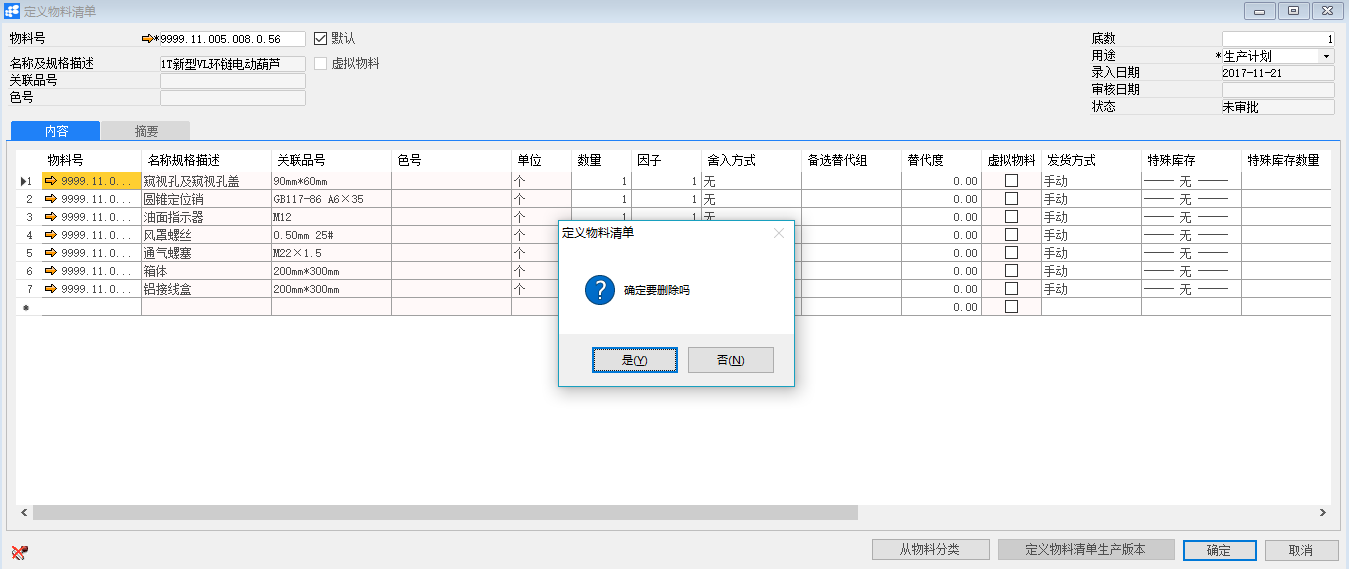 定义物料清单
物料号 *9999.11.005.008.0.56 默认 底数 1
名称及规格描述 1T新型VL环链电动葫芦 虚拟物料 用途 *生产计划
关联品号 录入日期 2017-11-21
色号 审核日期
状态 未审批
内容 摘要
物料号 名称规格描述 关联品号 色号 单位 数量 因子 舍入方式 备选替代组 替代度 虚拟物料 发货方式 特殊库存 特殊库存数量
1 9999.11.0... 窥视孔及窥视孔盖 90mm*60mm 个 1 1 无 0.00 手动 —— 无 ——
2 9999.11.0... 圆锥定位销 GB117-86 A6×35 个 1 1 无 0.00 手动 —— 无 ——
3 9999.11.0... 油面指示器 M12 个 1 1 无 0.00 手动 —— 无 ——
4 9999.11.0... 风罩螺丝 0.50mm 25# 个 0.00 手动 —— 无 ——
5 9999.11.0... 通气螺塞 M22×1.5 个 0.00 手动 —— 无 ——
6 9999.11.0... 箱体 200mm*300mm 个 0.00 手动 —— 无 ——
7 9999.11.0... 铝接线盒 200mm*300mm 个 0.00 手动 —— 无 ——
* 0.00
定义物料清单
确定要删除吗
是(Y) 否(N)
从物料分类 定义物料清单生产版本 确定 取消